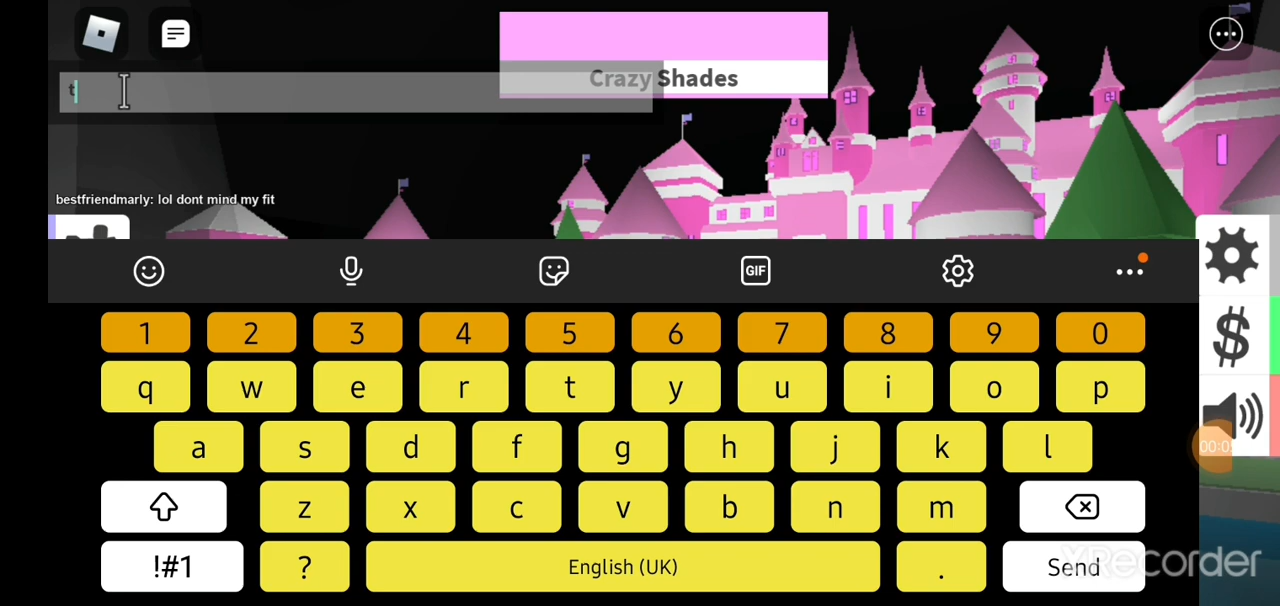 Crazy Shades
t
bestfriendmarly: lol dont mind my fit
GIF
1 2 3 4 5 6 7 8 9 0
q w e r t y u i o p
a s d f g h j k l
z x c v b n m
!#1 ? English (UK) . Send
XRecorder